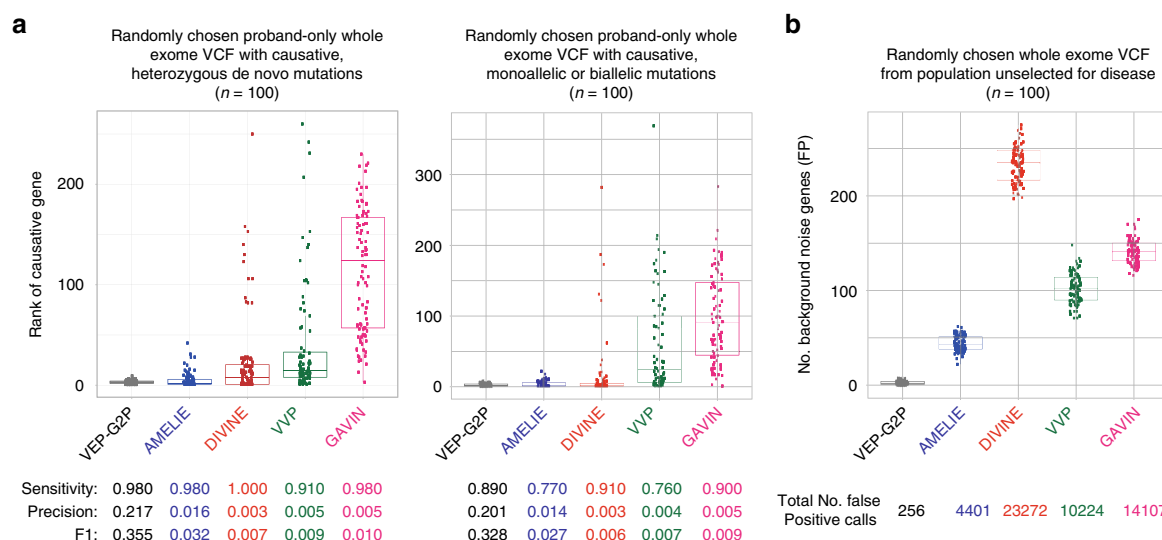 a
Randomly chosen proband-only whole
exome VCF with causative,
heterozygous de novo mutations
(n = 100)
Rank of causative gene
200
100
0
VEP-G2P
AMELIE
DIVINE
VVP
GAVIN
Randomly chosen proband-only whole
exome VCF with causative,
monoallelic or biallelic mutations
(n = 100)
300
200
100
0
VEP-G2P
AMELIE
DIVINE
VVP
GAVIN
Sensitivity: 0.980 0.980 1.000 0.910 0.980 0.890 0.770 0.910 0.760 0.900
Precision: 0.217 0.016 0.003 0.005 0.005 0.201 0.014 0.003 0.004 0.005
F1: 0.355 0.032 0.007 0.009 0.010 0.328 0.027 0.006 0.007 0.009
b
Randomly chosen whole exome VCF
from population unselected for disease
(n = 100)
No. background noise genes (FP)
200
100
0
VEP-G2P
AMELIE
DIVINE
VVP
GAVIN
Total No. false
Positive calls
256 4401 23272 10224 14107